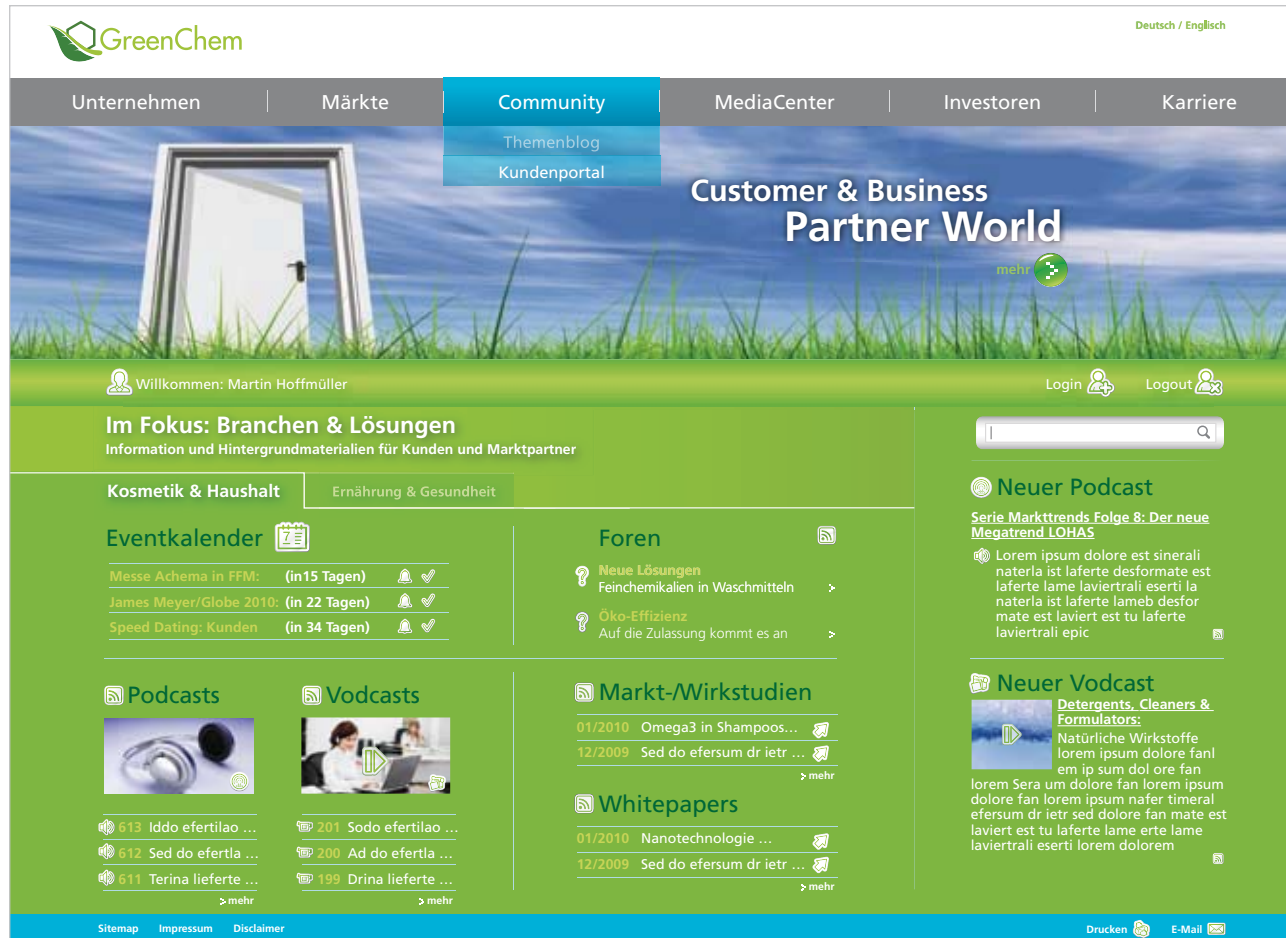 GreenChem
Deutsch / Englisch
Unternehmen
Märkte
Community
MediaCenter
Investoren
Karriere
Themenblog
Kundenportal
Customer & Business
Partner World
mehr
Willkommen: Martin Hoffmüller
Login
Logout
Im Fokus: Branchen & Lösungen
Information und Hintergrundmaterialien für Kunden und Marktpartner
Kosmetik & Haushalt
Ernährung & Gesundheit
Eventkalender
7
Messe Achema in FFM: (in15 Tagen)
James Meyer/Globe 2010: (in 22 Tagen)
Speed Dating: Kunden (in 34 Tagen)
Foren
Neue Lösungen
Feinchemikalien in Waschmitteln
Öko-Effizienz
Auf die Zulassung kommt es an
Podcasts
613 Iddo efertilao ...
612 Sed do efertla ...
611 Terina lieferte ...
mehr
Vodcasts
201 Sodo efertilao ...
200 Ad do efertla ...
199 Drina lieferte ...
mehr
Markt-/Wirkstudien
01/2010 Omega3 in Shampoos...
12/2009 Sed do efersum dr ietr ...
mehr
Whitepapers
01/2010 Nanotechnologie ...
12/2009 Sed do efersum dr ietr ...
mehr
Neuer Podcast
Serie Markttrends Folge 8: Der neue
Megatrend LOHAS
Lorem ipsum dolore est sinerali
naterla ist laferte desformate est
laferte lame laviertrali eserti la
naterla ist laferte lameb desfor
mate est laviert est tu laferte
laviertrali epic
Neuer Vodcast
Detergents, Cleaners &
Formulators:
Natürliche Wirkstoffe
lorem ipsum dolore fanl
em ip sum dol ore fan
lorem Sera um dolore fan lorem ipsum
dolore fan lorem ipsum nafer timeral
efersum dr ietr sed dolore fan mate est
laviert est tu laferte lame erte lame
laviertrali eserti lorem dolorem
Sitemap
Impressum
Disclaimer
Drucken
E-Mail